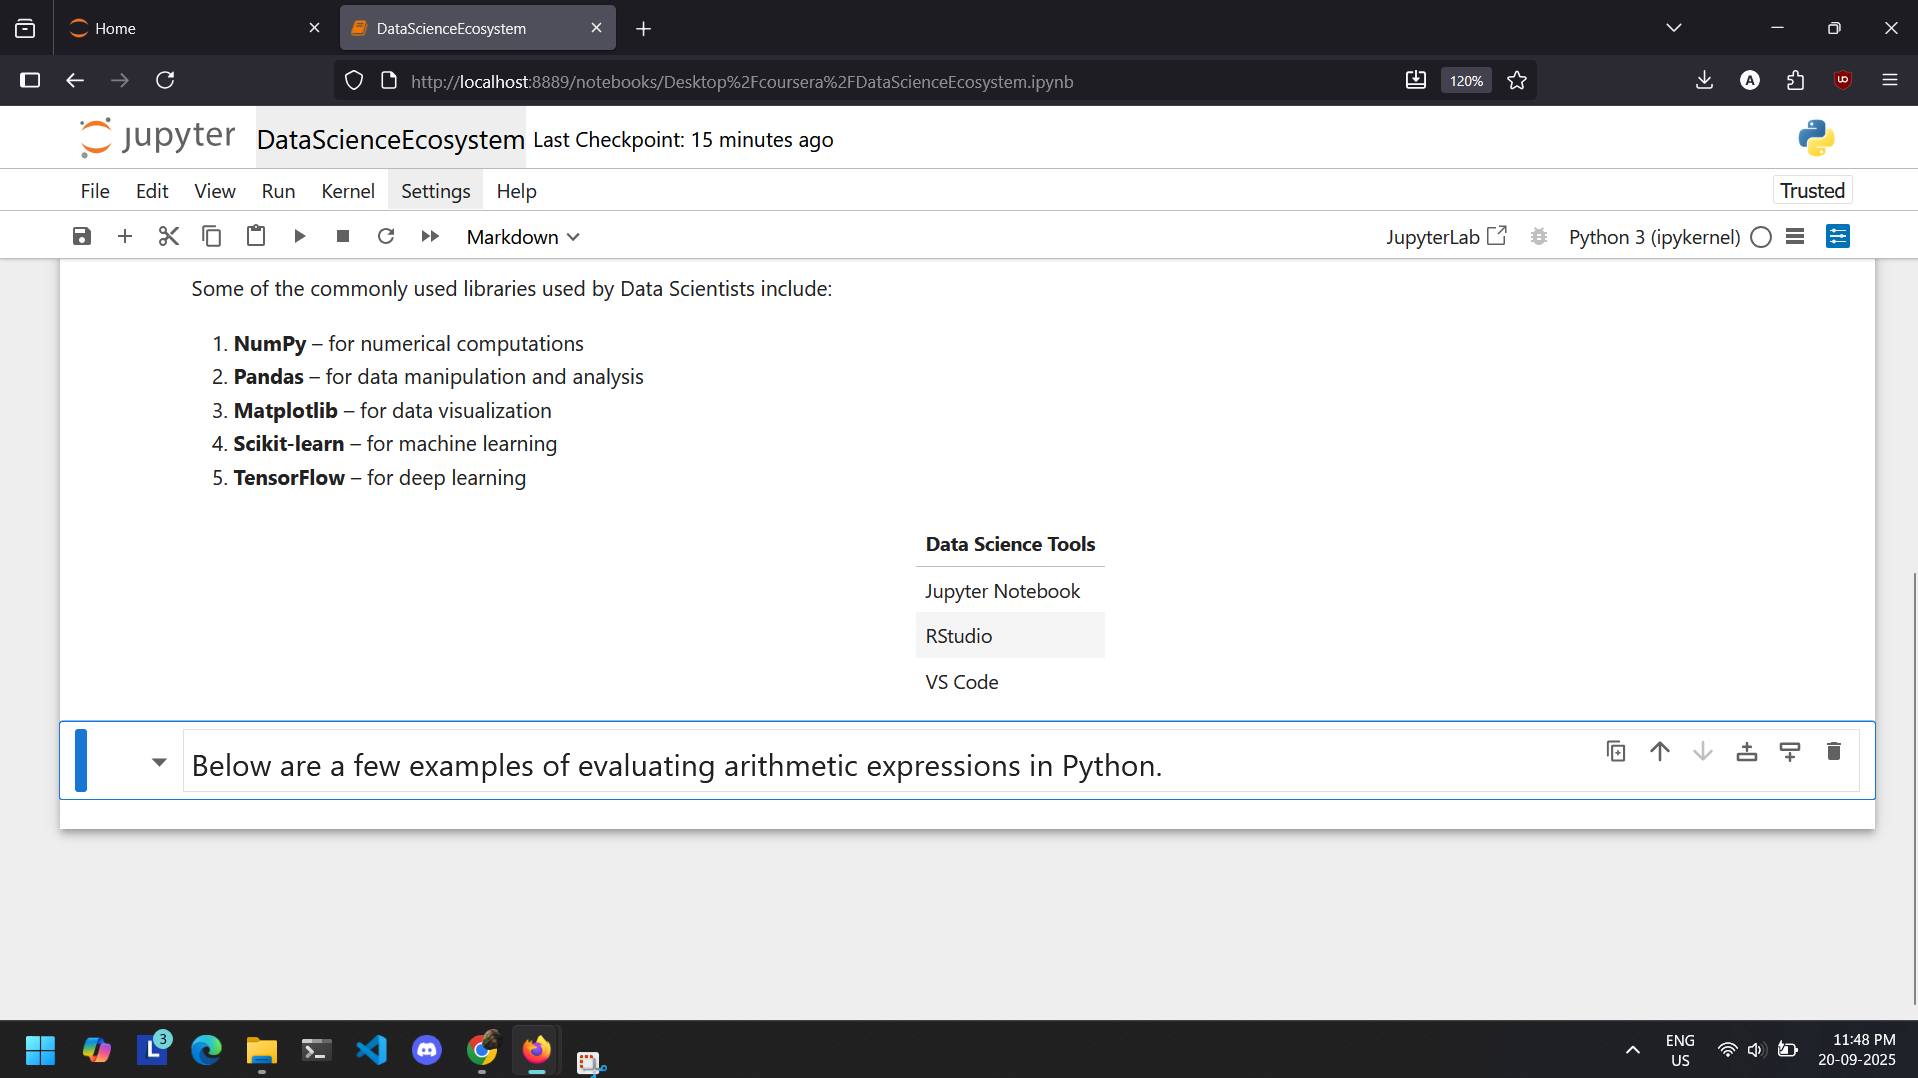 Home
DataScienceEcosystem
http://localhost:8889/notebooks/Desktop%2Fcoursera%2FDataScienceEcosystem.ipynb
120%
A
jupyter DataScienceEcosystem Last Checkpoint: 15 minutes ago
File Edit View Run Kernel Settings Help
Trusted
Markdown
JupyterLab
Python 3 (ipykernel)
Some of the commonly used libraries used by Data Scientists include:
1. NumPy – for numerical computations
2. Pandas – for data manipulation and analysis
3. Matplotlib – for data visualization
4. Scikit-learn – for machine learning
5. TensorFlow – for deep learning
Data Science Tools
Jupyter Notebook
RStudio
VS Code
Below are a few examples of evaluating arithmetic expressions in Python.
L 3
ENG
US
11:48 PM
20-09-2025